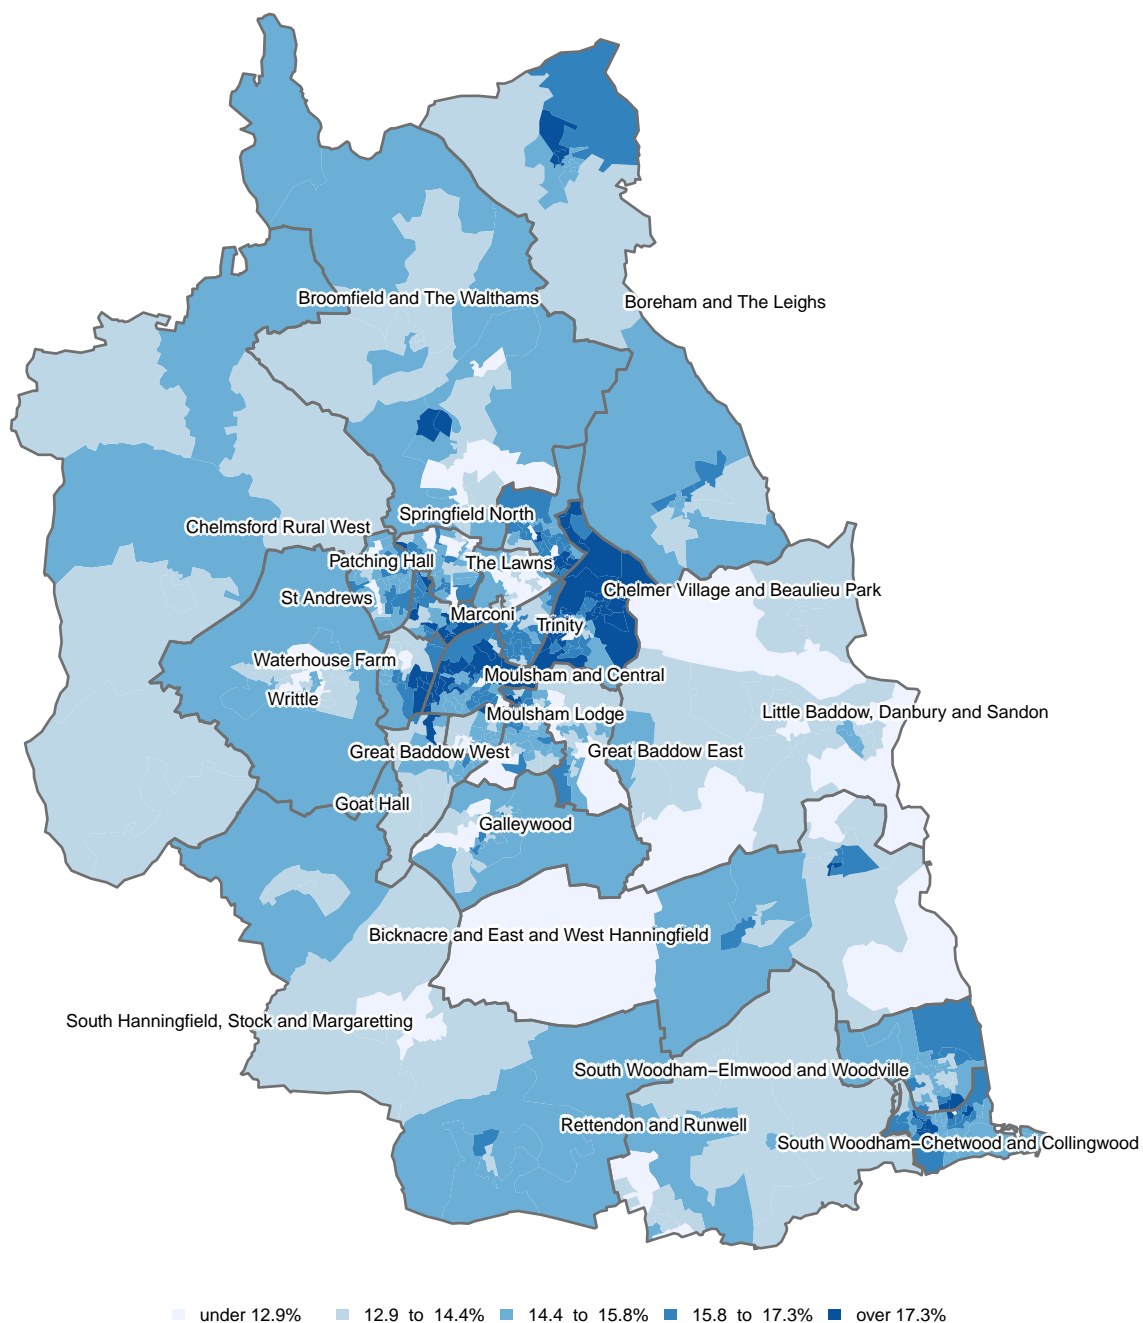 Broomfield and The Walthams
Boreham and The Leighs
Springfield North
Chelmsford Rural West
Patching Hall
The Lawns
Chelmer Village and Beaulieu Park
St Andrews
Marconi
Trinity
Waterhouse Farm
Moulsham and Central
Writtle
Moulsham Lodge
Little Baddow, Danbury and Sandon
Great Baddow West
Great Baddow East
Goat Hall
Galleywood
Bicknacre and East and West Hanningfield
South Hanningfield, Stock and Margaretting
South Woodham−Elmwood and Woodville
Rettendon and Runwell
South Woodham−Chetwood and Collingwood
under 12.9% 12.9 to 14.4% 14.4 to 15.8% 15.8 to 17.3% over 17.3%